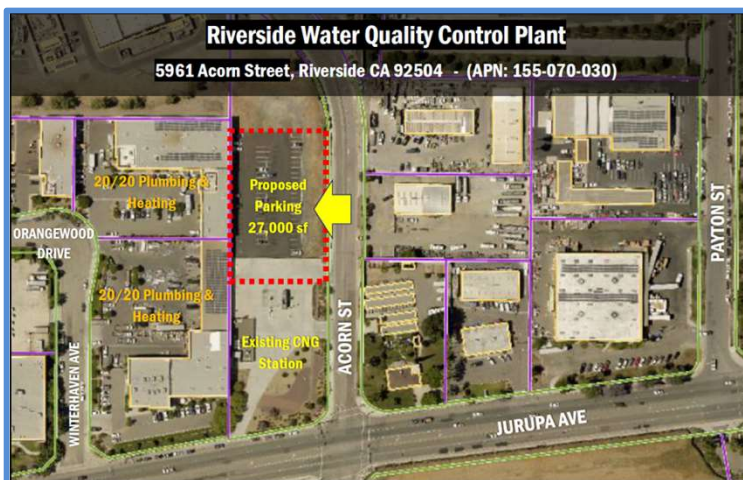 Riverside Water Quality Control Plant
5961 Acorn Street, Riverside CA 92504 - (APN: 155-070-030)
20/20 Plumbing &
Heating
Proposed
Parking
27,000 sf
ORANGEWOOD
DRIVE
20/20 Plumbing &
Heating
Existing CNG
Station
WINTERHAVEN AVE
ACORN ST
JURUPA AVE
PAYTON ST